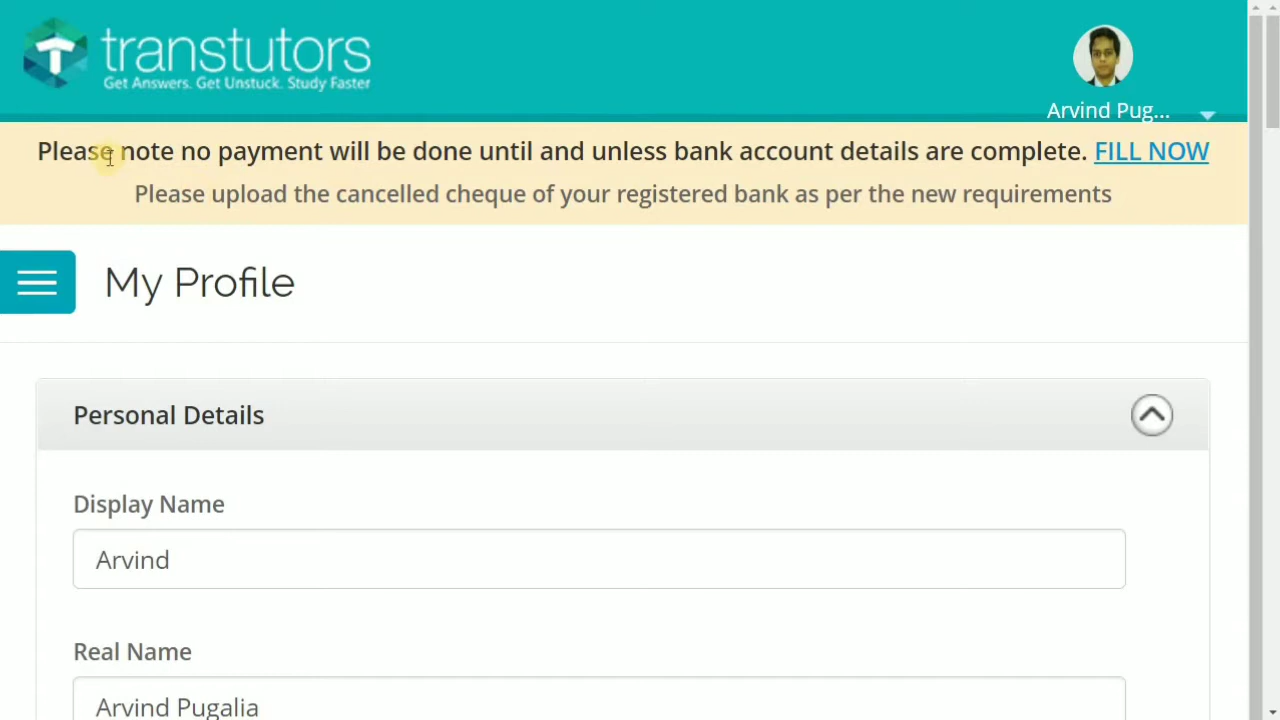 transtutors
Get Answers. Get Unstuck. Study Faster
Arvind Pug...
Please note no payment will be done until and unless bank account details are complete. FILL NOW
Please upload the cancelled cheque of your registered bank as per the new requirements
My Profile
Personal Details
Display Name
Arvind
Real Name
Arvind Pugalia